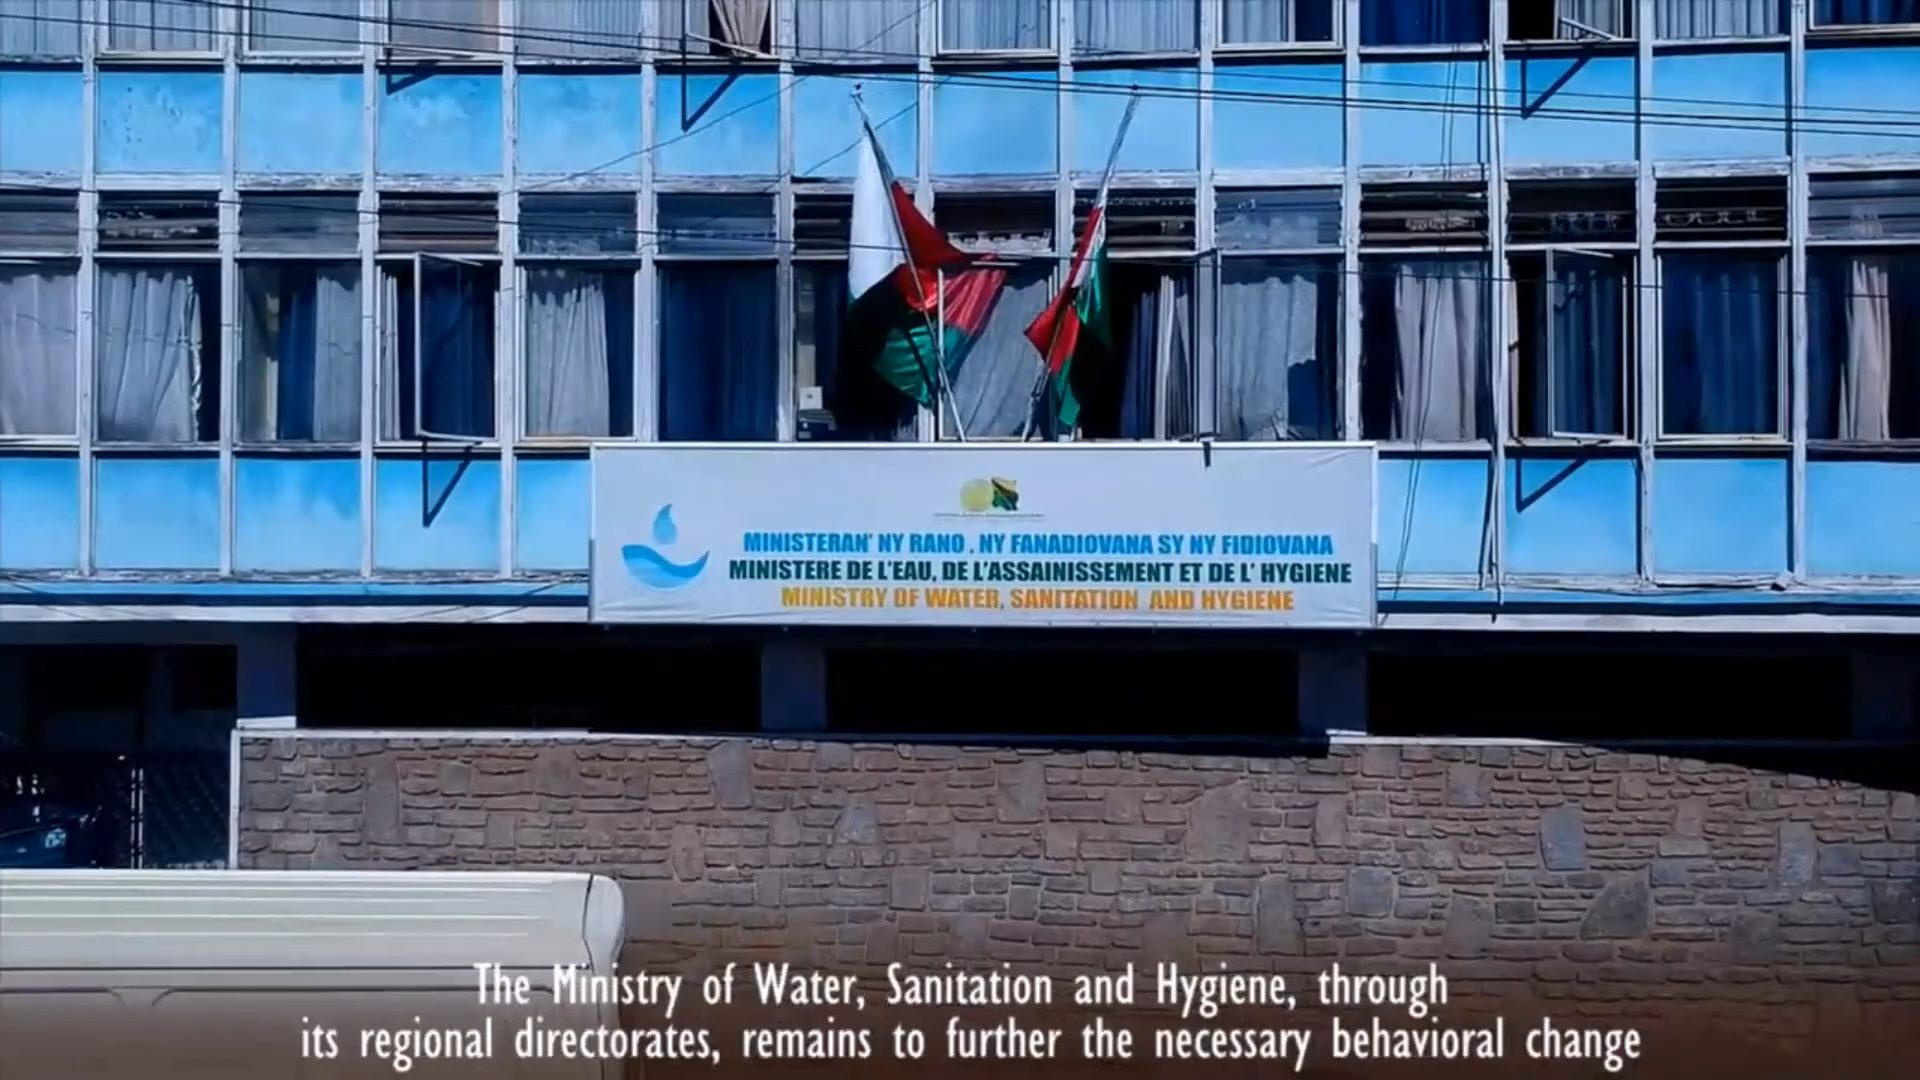 MINISTERAN' NY RANO , NY FANADIOVANA SY NY FIDIOVANA
MINISTERE DE L'EAU, DE L'ASSAINISSEMENT ET DE L' HYGIENE
MINISTRY OF WATER, SANITATION AND HYGIENE
The Ministry of Water, Sanitation and Hygiene, through
its regional directorates, remains to further the necessary behavioral change